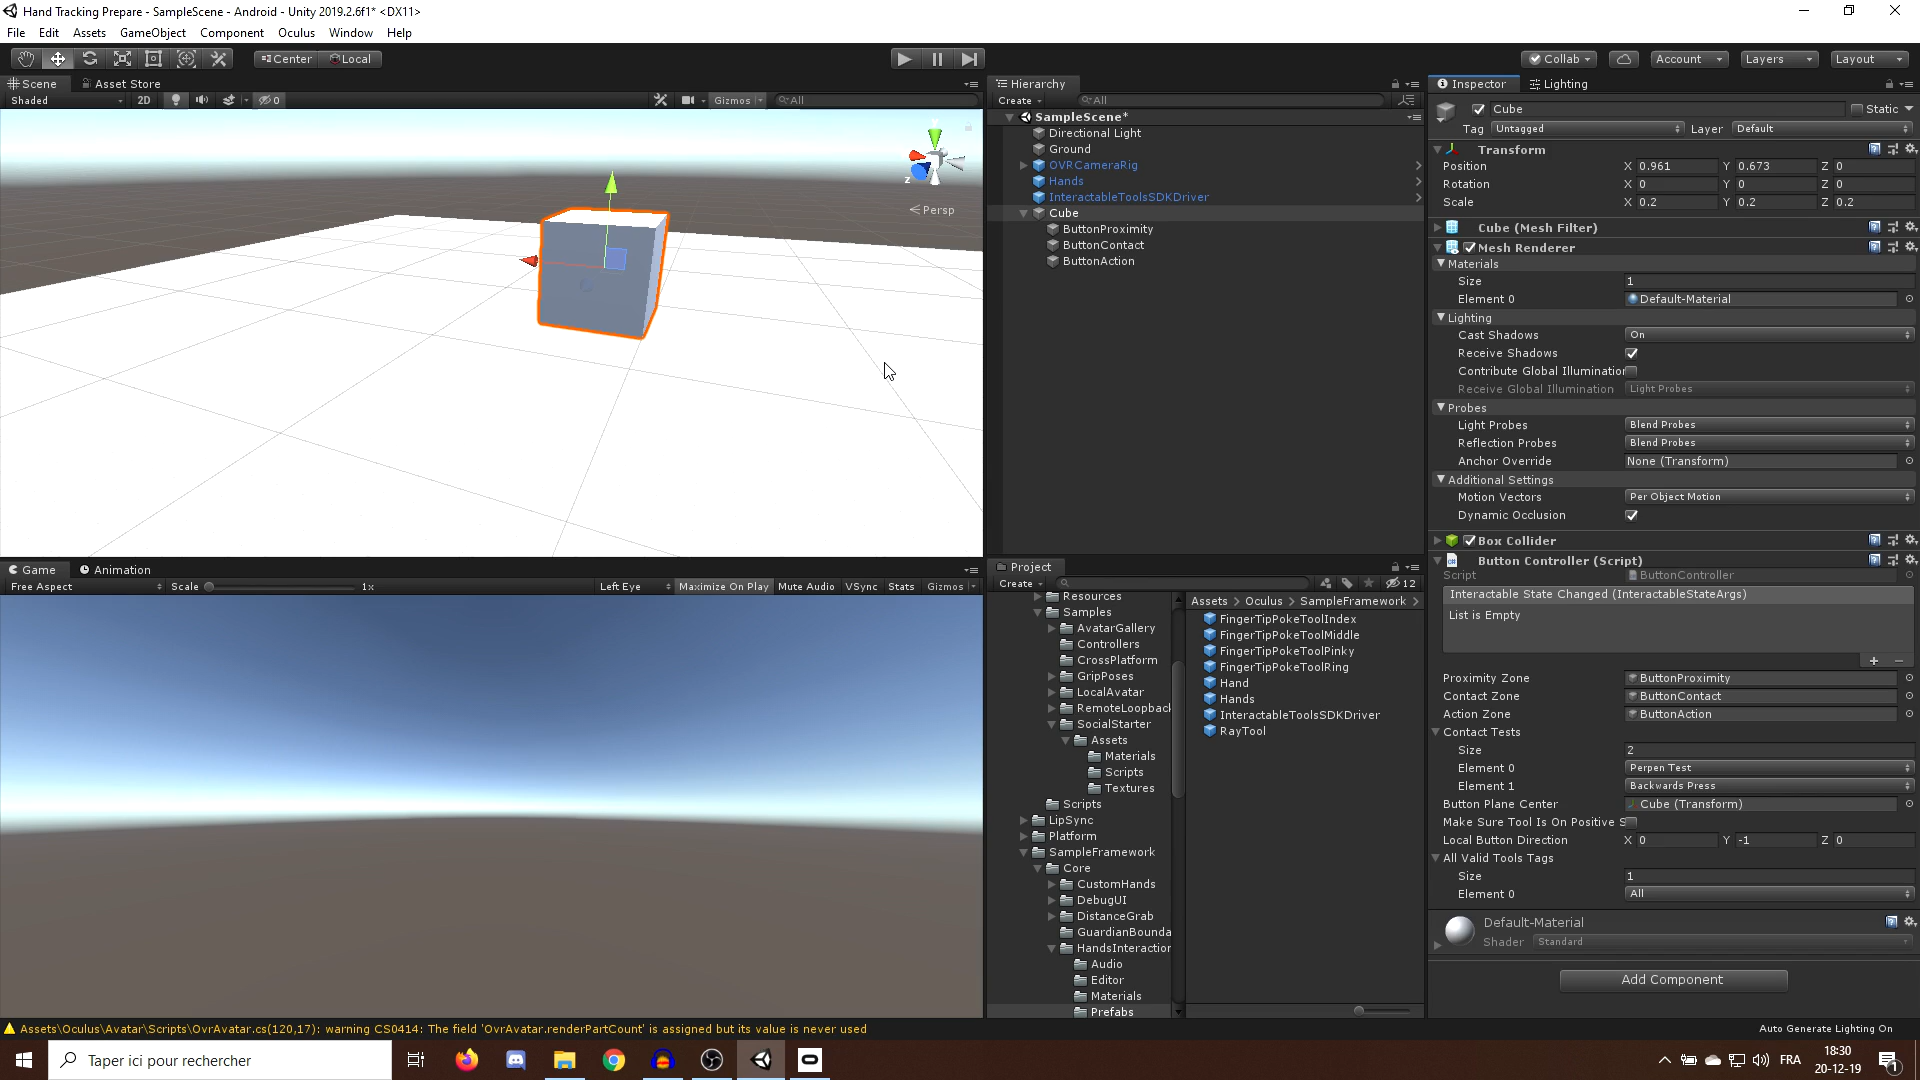 Hand Tracking Prepare - SampleScene - Android - Unity 2019.2.6f1* <DX11>
File Edit Assets GameObject Component Oculus Window Help
Center Local
Collab Account Layers Layout
Scene Asset Store
Shaded 2D 0 Gizmos All
y
z
Persp
Hierarchy
Create All
SampleScene*
Directional Light
Ground
OVRCameraRig
Hands
InteractableToolsSDKDriver
Cube
ButtonProximity
ButtonContact
ButtonAction
Inspector Lighting
Cube Static
Tag Untagged Layer Default
Transform
Position X 0.961 Y 0.673 Z 0
Rotation X 0 Y 0 Z 0
Scale X 0.2 Y 0.2 Z 0.2
Cube (Mesh Filter)
Mesh Renderer
Materials
Size 1
Element 0 Default-Material
Lighting
Cast Shadows On
Receive Shadows
Contribute Global Illumination
Receive Global Illumination Light Probes
Probes
Light Probes Blend Probes
Reflection Probes Blend Probes
Anchor Override None (Transform)
Additional Settings
Motion Vectors Per Object Motion
Dynamic Occlusion
Box Collider
Button Controller (Script)
Script ButtonController
Interactable State Changed (InteractableStateArgs)
List is Empty
+ −
Proximity Zone ButtonProximity
Contact Zone ButtonContact
Action Zone ButtonAction
Contact Tests
Size 2
Element 0 Perpen Test
Element 1 Backwards Press
Button Plane Center Cube (Transform)
Make Sure Tool Is On Positive S
Local Button Direction X 0 Y -1 Z 0
All Valid Tools Tags
Size 1
Element 0 All
Default-Material
Shader Standard
Add Component
Game Animation
Free Aspect Scale 1x Left Eye Maximize On Play Mute Audio VSync Stats Gizmos
Project
Create 12
Resources
Samples
AvatarGallery
Controllers
CrossPlatform
GripPoses
LocalAvatar
RemoteLoopback
SocialStarter
Assets
Materials
Scripts
Textures
Scripts
LipSync
Platform
SampleFramework
Core
CustomHands
DebugUI
DistanceGrab
GuardianBounda
HandsInteraction
Audio
Editor
Materials
Prefabs
Assets > Oculus > SampleFramework >
FingerTipPokeToolIndex
FingerTipPokeToolMiddle
FingerTipPokeToolPinky
FingerTipPokeToolRing
Hand
Hands
InteractableToolsSDKDriver
RayTool
Assets\Oculus\Avatar\Scripts\OvrAvatar.cs(120,17): warning CS0414: The field 'OvrAvatar.renderPartCount' is assigned but its value is never used
Auto Generate Lighting On
Taper ici pour rechercher
FRA
18:30
20-12-19
1